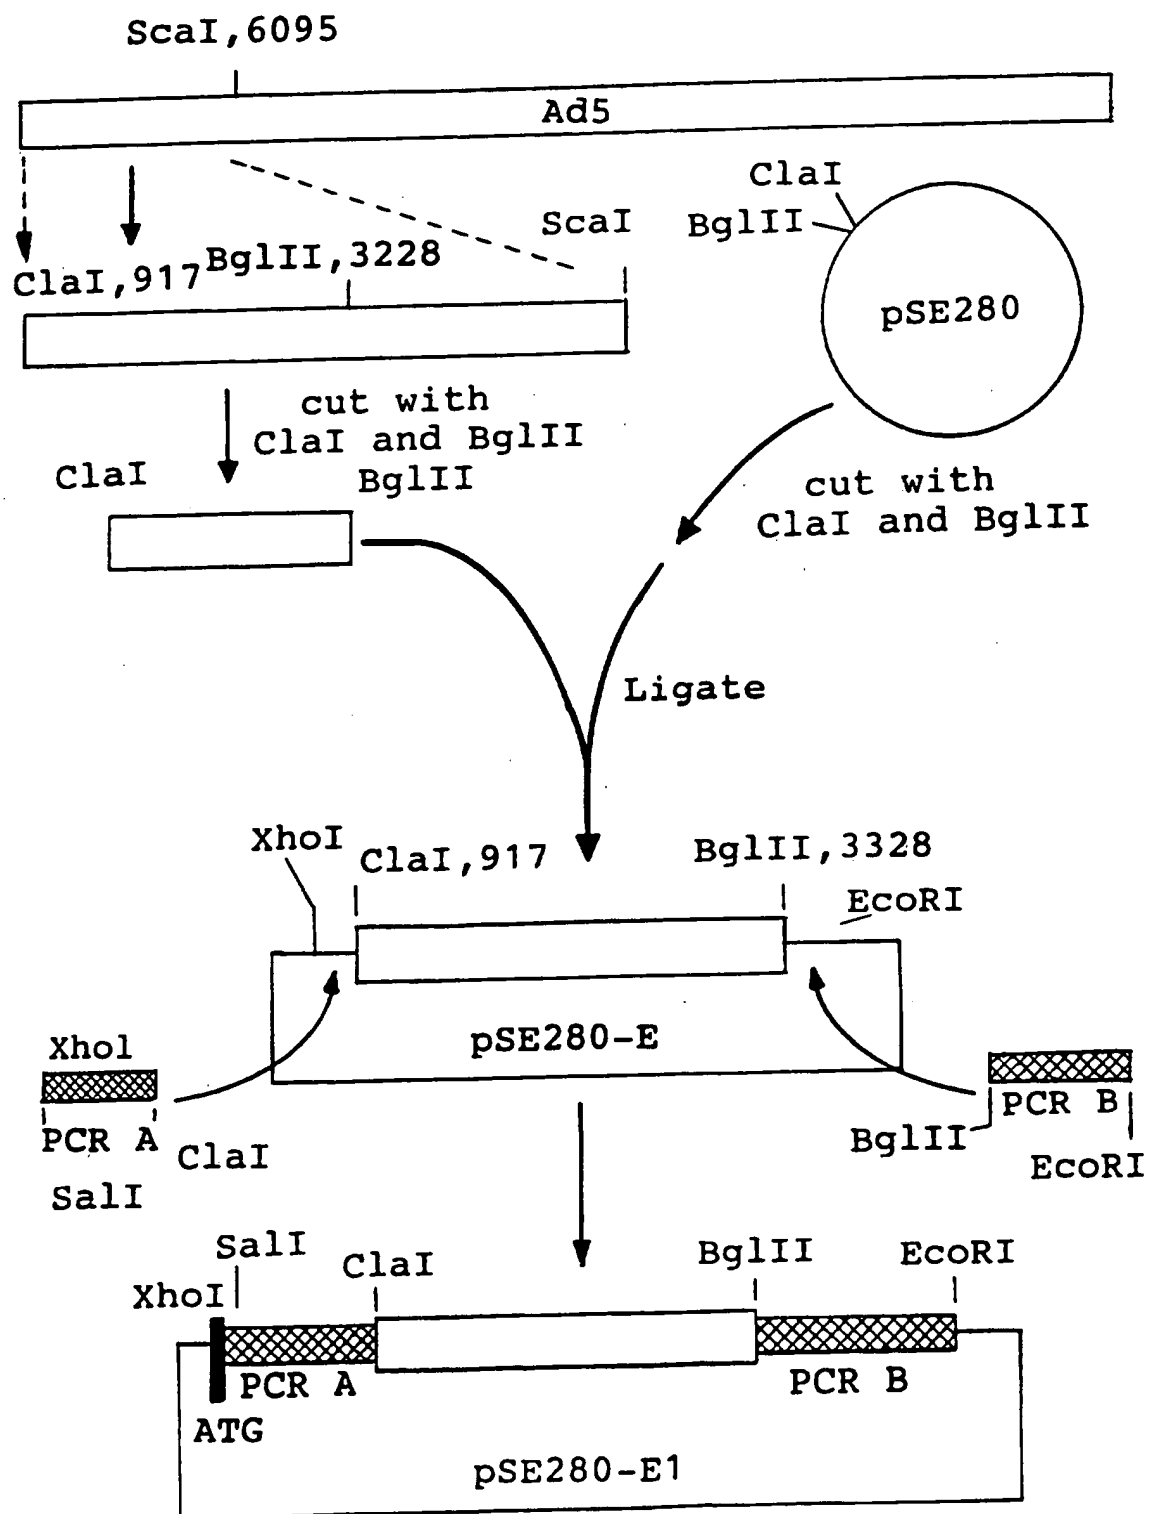 ScaI,6095
Ad5
ClaI
BglII
ScaI
ClaI,917
BglII,3228
pSE280
cut with
ClaI and BglII
ClaI
BglII
cut with
ClaI and BglII
Ligate
XhoI
ClaI,917
BglII,3328
EcoRI
pSE280-E
Xhol
PCR A
ClaI
SalI
PCR B
BglII
EcoRI
SalI
ClaI
BglII
EcoRI
XhoI
PCR A
PCR B
ATG
pSE280-E1